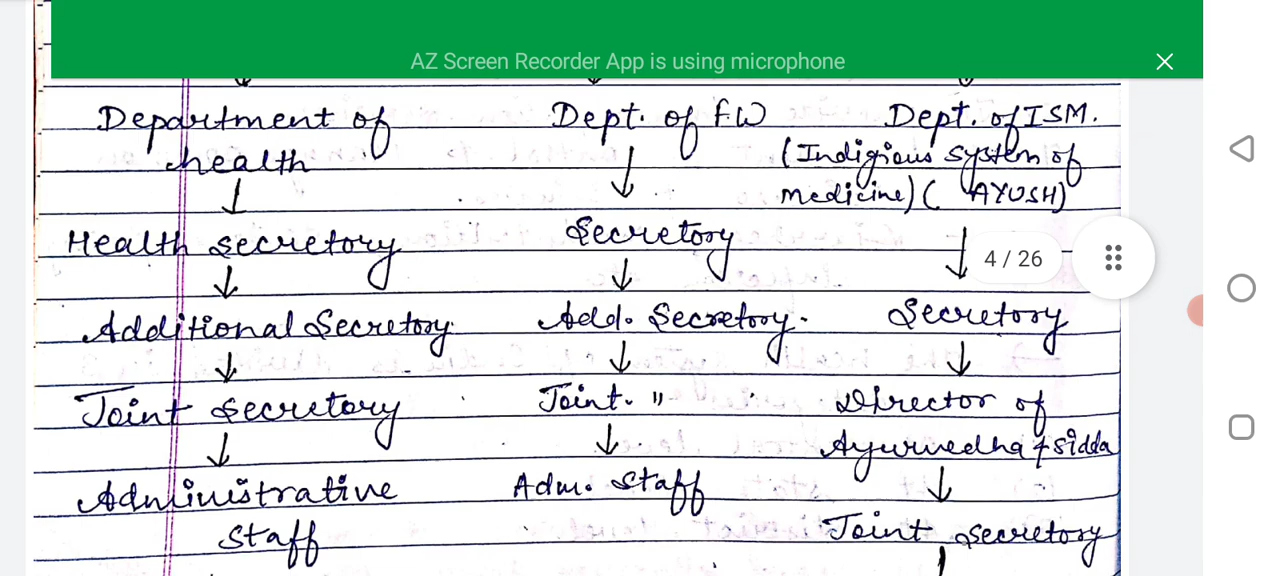 AZ Screen Recorder App is using microphone
Department of Dept. of F.W Dept. of ISM.
health (Indigious system of
medicine) ( AYUSH)
Health secretory Secretory
4 / 26
Additional Secretory. Add. Secretory. Secretory
Joint secretory Joint. " Director of
Ayurvedha & sidda
Administrative Adm. staff
staff Joint secretory